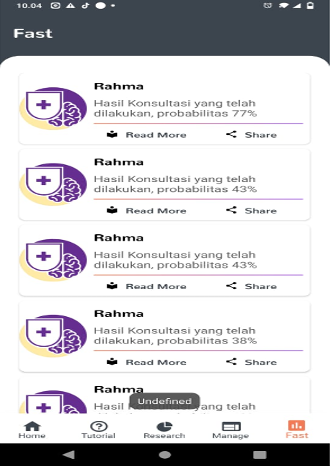 10.04
Fast
Rahma
Hasil Konsultasi yang telah
dilakukan, probabilitas 77%
Read More Share
Rahma
Hasil Konsultasi yang telah
dilakukan, probabilitas 43%
Read More Share
Rahma
Hasil Konsultasi yang telah
dilakukan, probabilitas 43%
Read More Share
Rahma
Hasil Konsultasi yang telah
dilakukan, probabilitas 38%
Read More Share
Rahma
Undefined
Hasil Konsultasi yang telah
Home Tutorial Research Manage Fast